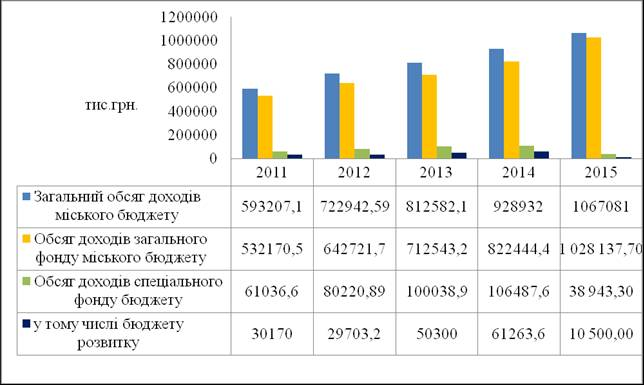 1200000
1000000
800000
600000
400000
200000
0
тис.грн.
2011 2012 2013 2014 2015
Загальний обсяг доходів
міського бюджету
593207,1 722942,59 812582,1 928932 1067081
Обсяг доходів загального
фонду міського бюджету
532170,5 642721,7 712543,2 822444,4 1 028 137,70
Обсяг доходів спеціального
фонду бюджету
61036,6 80220,89 100038,9 106487,6 38 943,30
у тому числі бюджету
розвитку
30170 29703,2 50300 61263,6 10 500,00